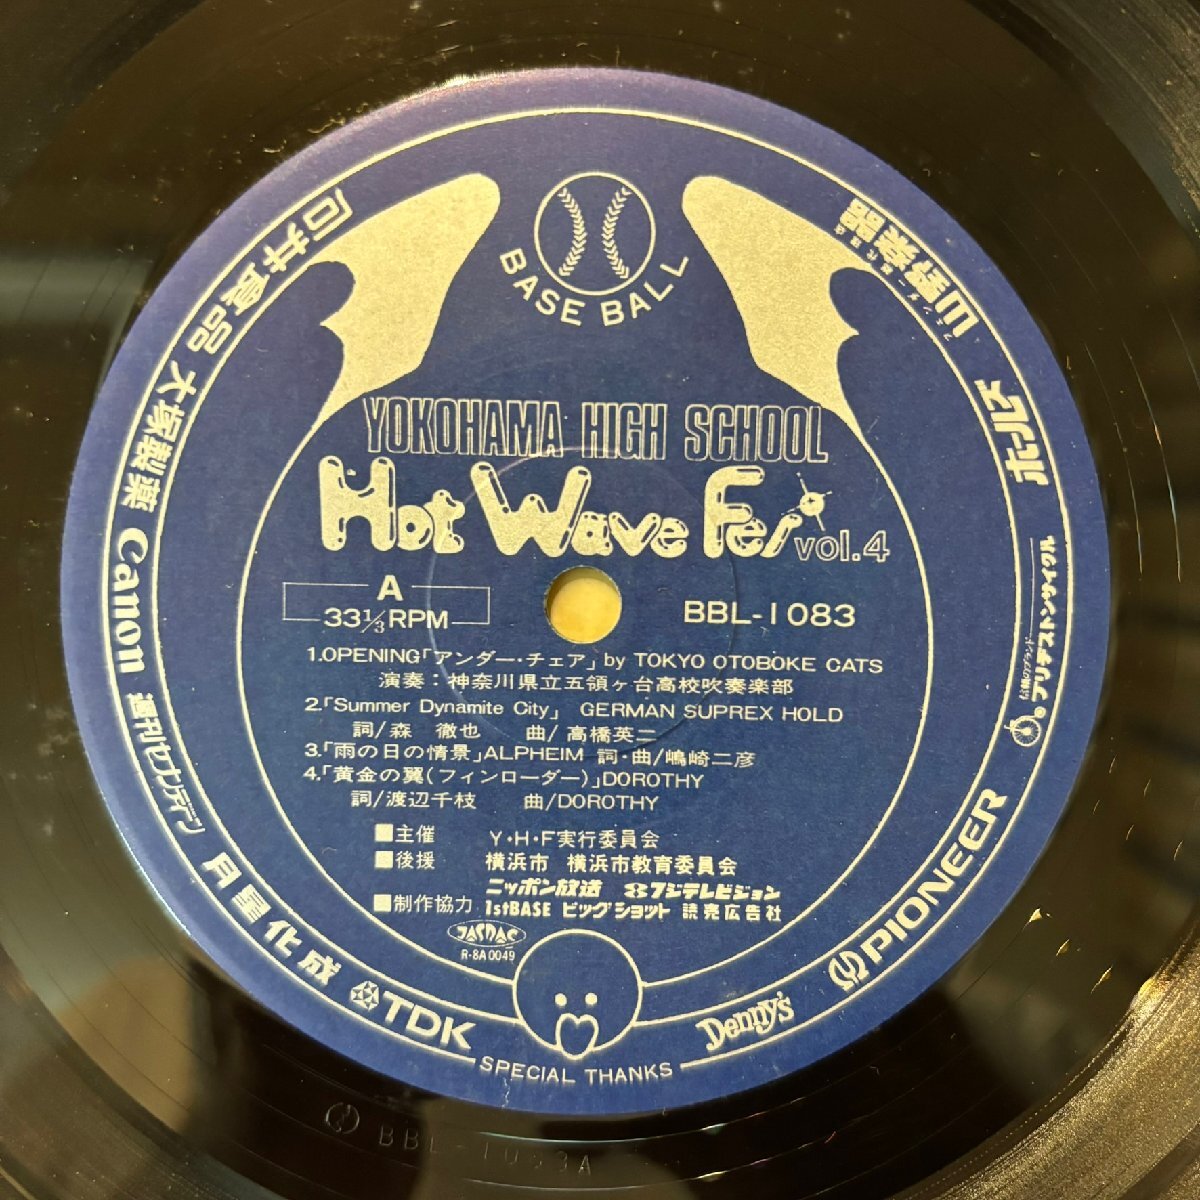 BASE BALL
YOKOHAMA HIGH SCHOOL
Hot Wave Fes vol.4
A
33 1/3 RPM
BBL-1083
1.OPENING「アンダー・チェア」by TOKYO OTOBOKE CATS
演奏：神奈川県立五領ヶ台高校吹奏楽部
2.「Summer Dynamite City」 GERMAN SUPREX HOLD
詞/森 徹也 曲/高橋英二
3.「雨の日の情景」ALPHEIM 詞・曲/嶋崎二彦
4.「黄金の翼(フィンローダー)」DOROTHY
詞/渡辺千枝 曲/DOROTHY
■主催 Y・H・F実行委員会
■後援 横浜市 横浜市教育委員会
ニッポン放送 フジテレビジョン
■制作協力 1stBASE ビッグショット 読売広告社
JASRAC
R-8A0049
石井食品
大塚製薬
Canon
週刊セブンティーン
月星化成
TDK
SPECIAL THANKS
Denny's
PIONEER
ブリヂストンサイクル
山野楽器
BBL-1083A